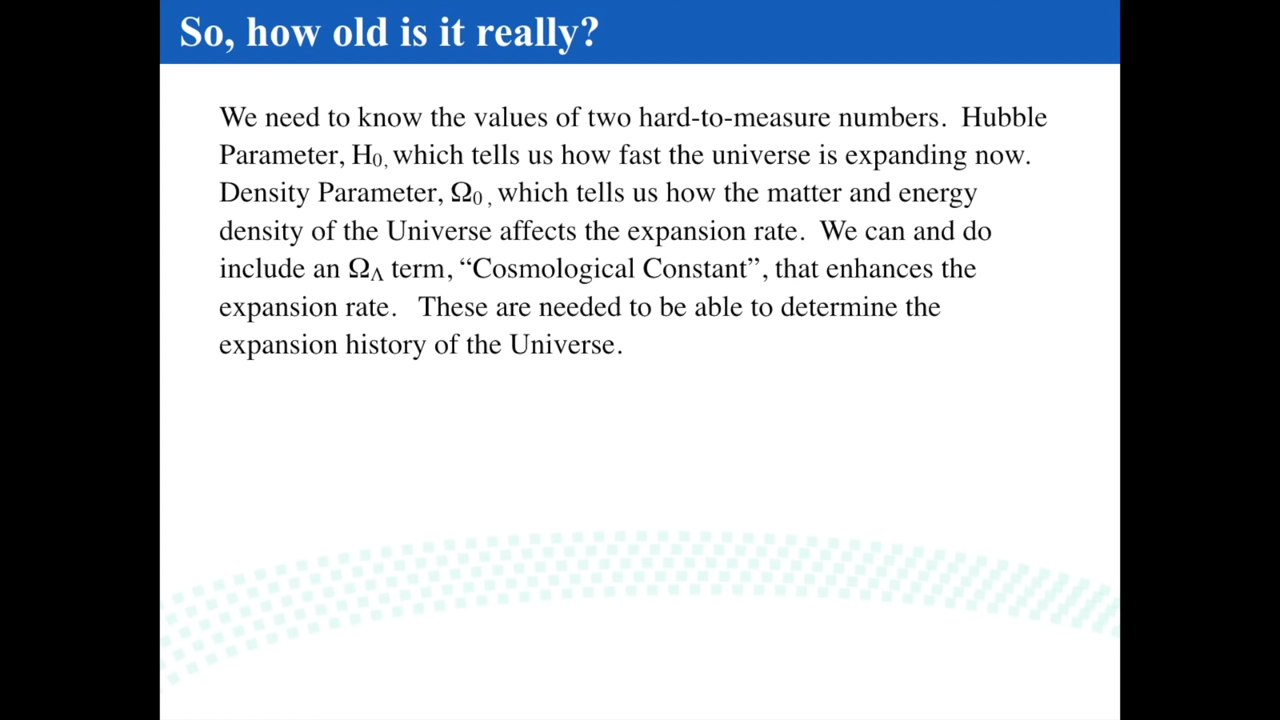 So, how old is it really?
We need to know the values of two hard-to-measure numbers.  Hubble
Parameter, H₀, which tells us how fast the universe is expanding now.
Density Parameter, Ω₀ , which tells us how the matter and energy
density of the Universe affects the expansion rate.  We can and do
include an Ω_Λ term, “Cosmological Constant”, that enhances the
expansion rate.   These are needed to be able to determine the
expansion history of the Universe.